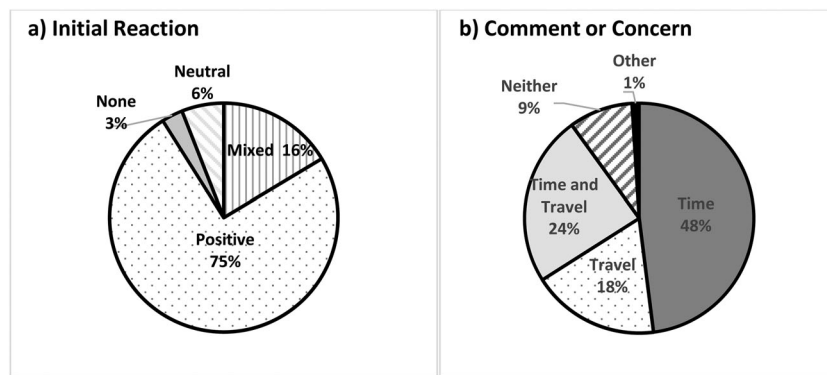 a) Initial Reaction
Neutral
6%
None
3%
Mixed 16%
Positive
75%
b) Comment or Concern
Other
1%
Neither
9%
Time and
Travel
24%
Time
48%
Travel
18%